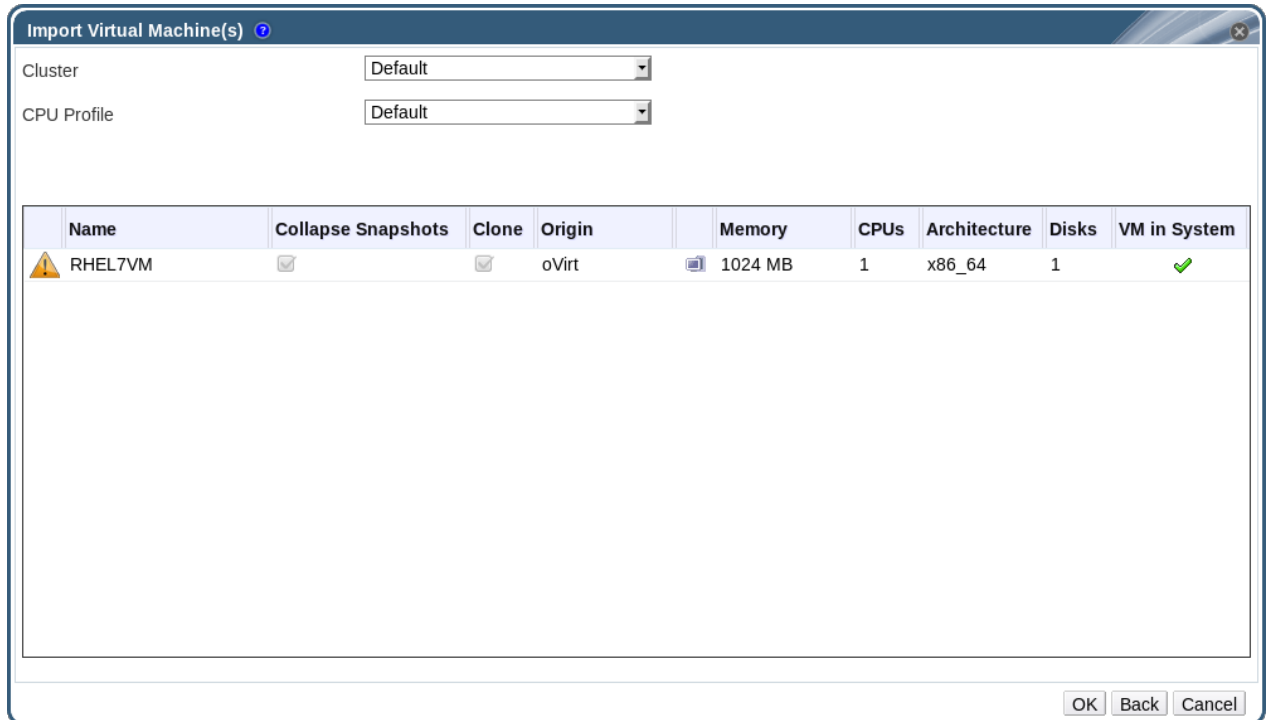 Import Virtual Machine(s) ?
Cluster Default
CPU Profile Default
Name Collapse Snapshots Clone Origin Memory CPUs Architecture Disks VM in System
RHEL7VM oVirt 1024 MB 1 x86_64 1
OK Back Cancel